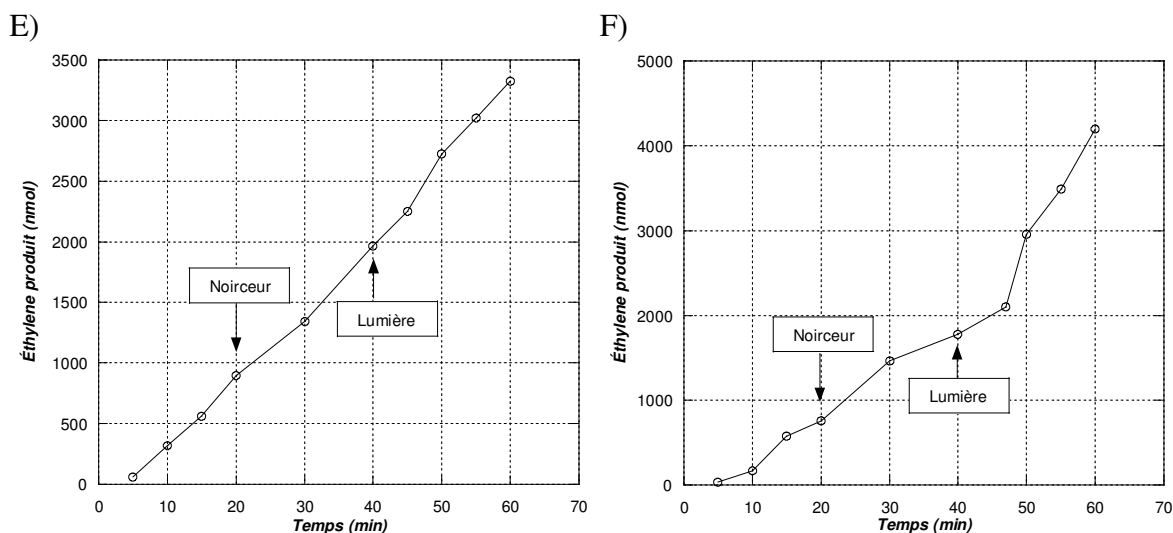 E)
3500
3000
2500
2000
1500
1000
500
0
Éthylene produit (nmol)
Noirceur
Lumière
0 10 20 30 40 50 60 70
Temps (min)
F)
5000
4000
3000
2000
1000
0
Éthylene produit (nmol)
Noirceur
Lumière
0 10 20 30 40 50 60 70
Temps (min)